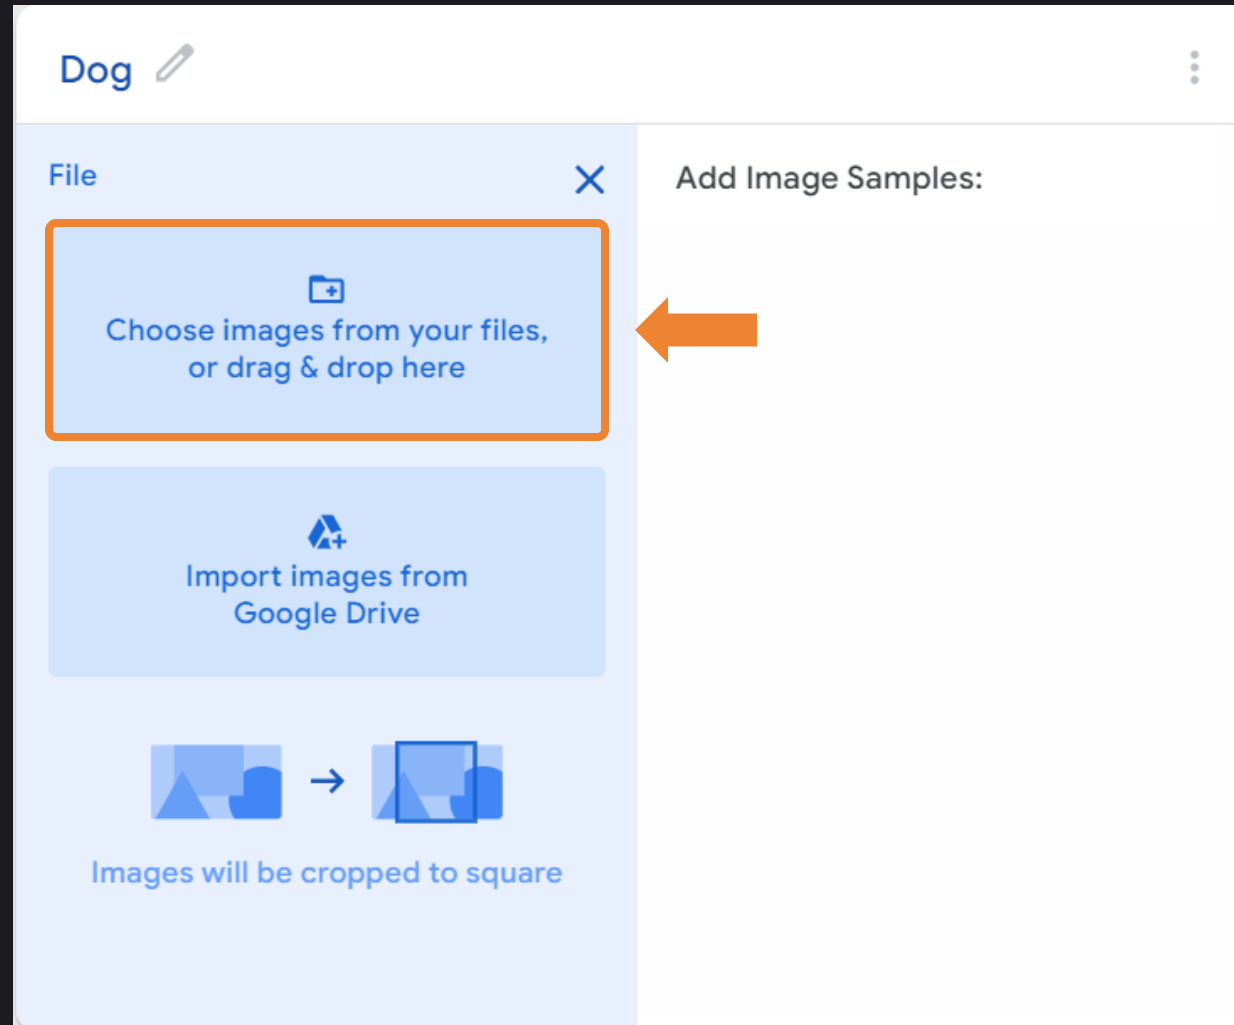 Dog
File
Add Image Samples:
Choose images from your files,
or drag & drop here
Import images from
Google Drive
Images will be cropped to square